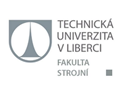 TECHNICKÁ
UNIVERZITA
V LIBERCI
FAKULTA
STROJNÍ